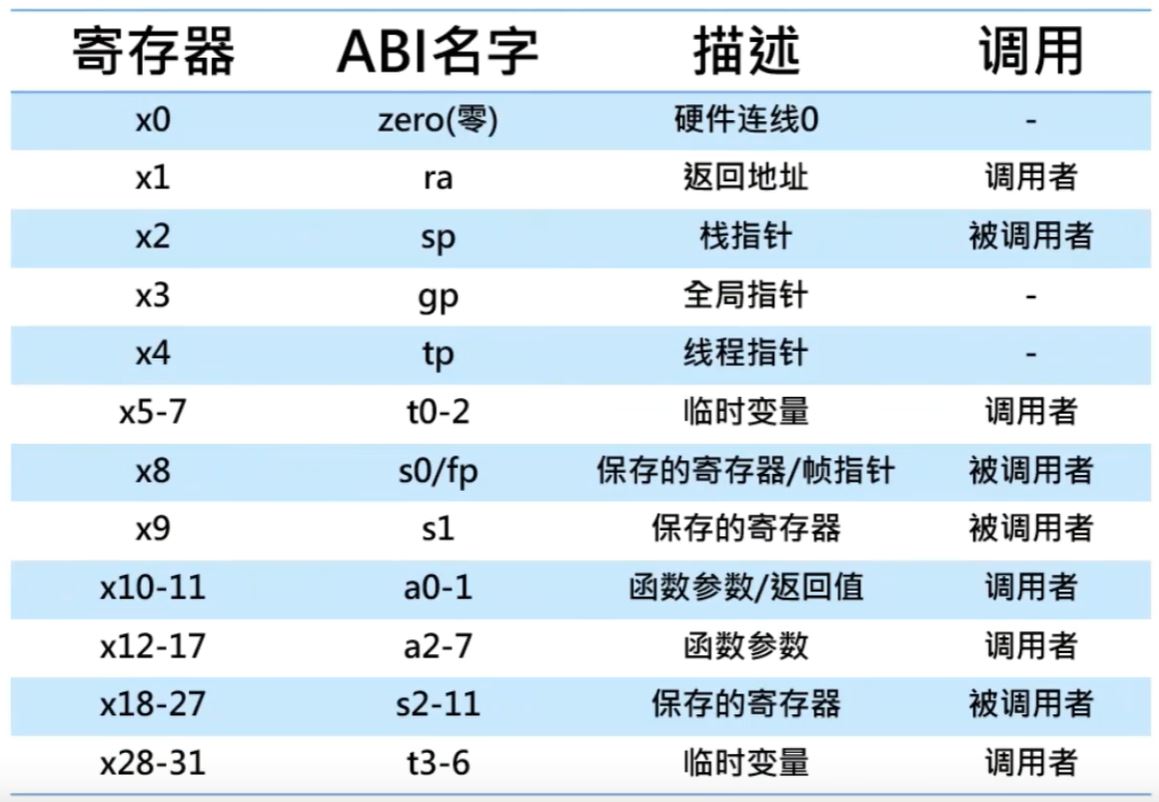 寄存器 ABI名字 描述 调用
x0 zero(零) 硬件连线0 -
x1 ra 返回地址 调用者
x2 sp 栈指针 被调用者
x3 gp 全局指针 -
x4 tp 线程指针 -
x5-7 t0-2 临时变量 调用者
x8 s0/fp 保存的寄存器/帧指针 被调用者
x9 s1 保存的寄存器 被调用者
x10-11 a0-1 函数参数/返回值 调用者
x12-17 a2-7 函数参数 调用者
x18-27 s2-11 保存的寄存器 被调用者
x28-31 t3-6 临时变量 调用者